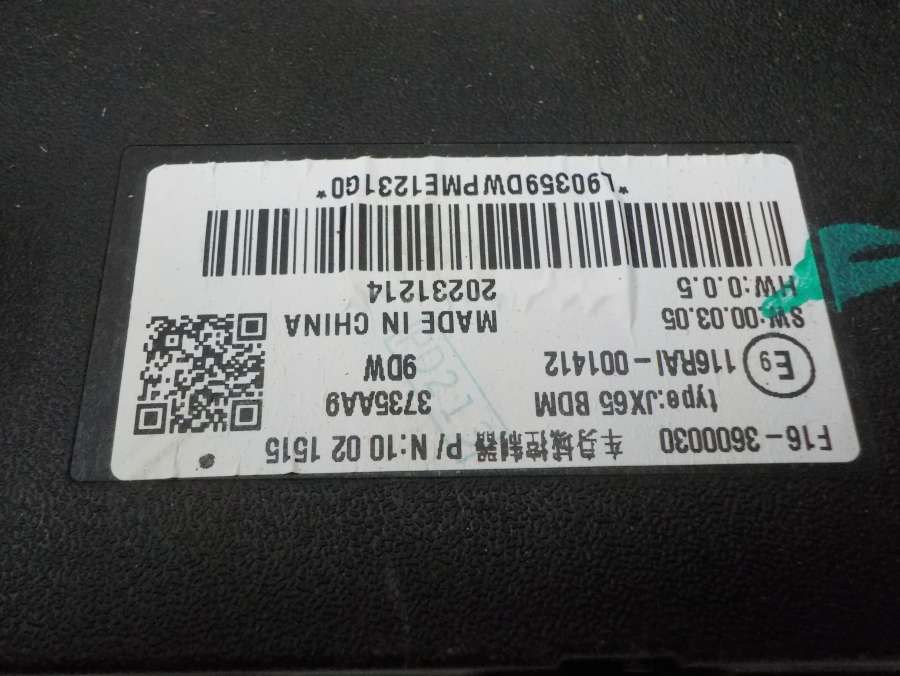 F16-3600030 车身域控制器 P/N:10 02 1515
type:JX65 BDM 3735AA9
E9 116RAI-001412 9DW
SW:00.03.05 MADE IN CHINA
HW:0.0.5 20231214
*L90359DWPME1231G0*